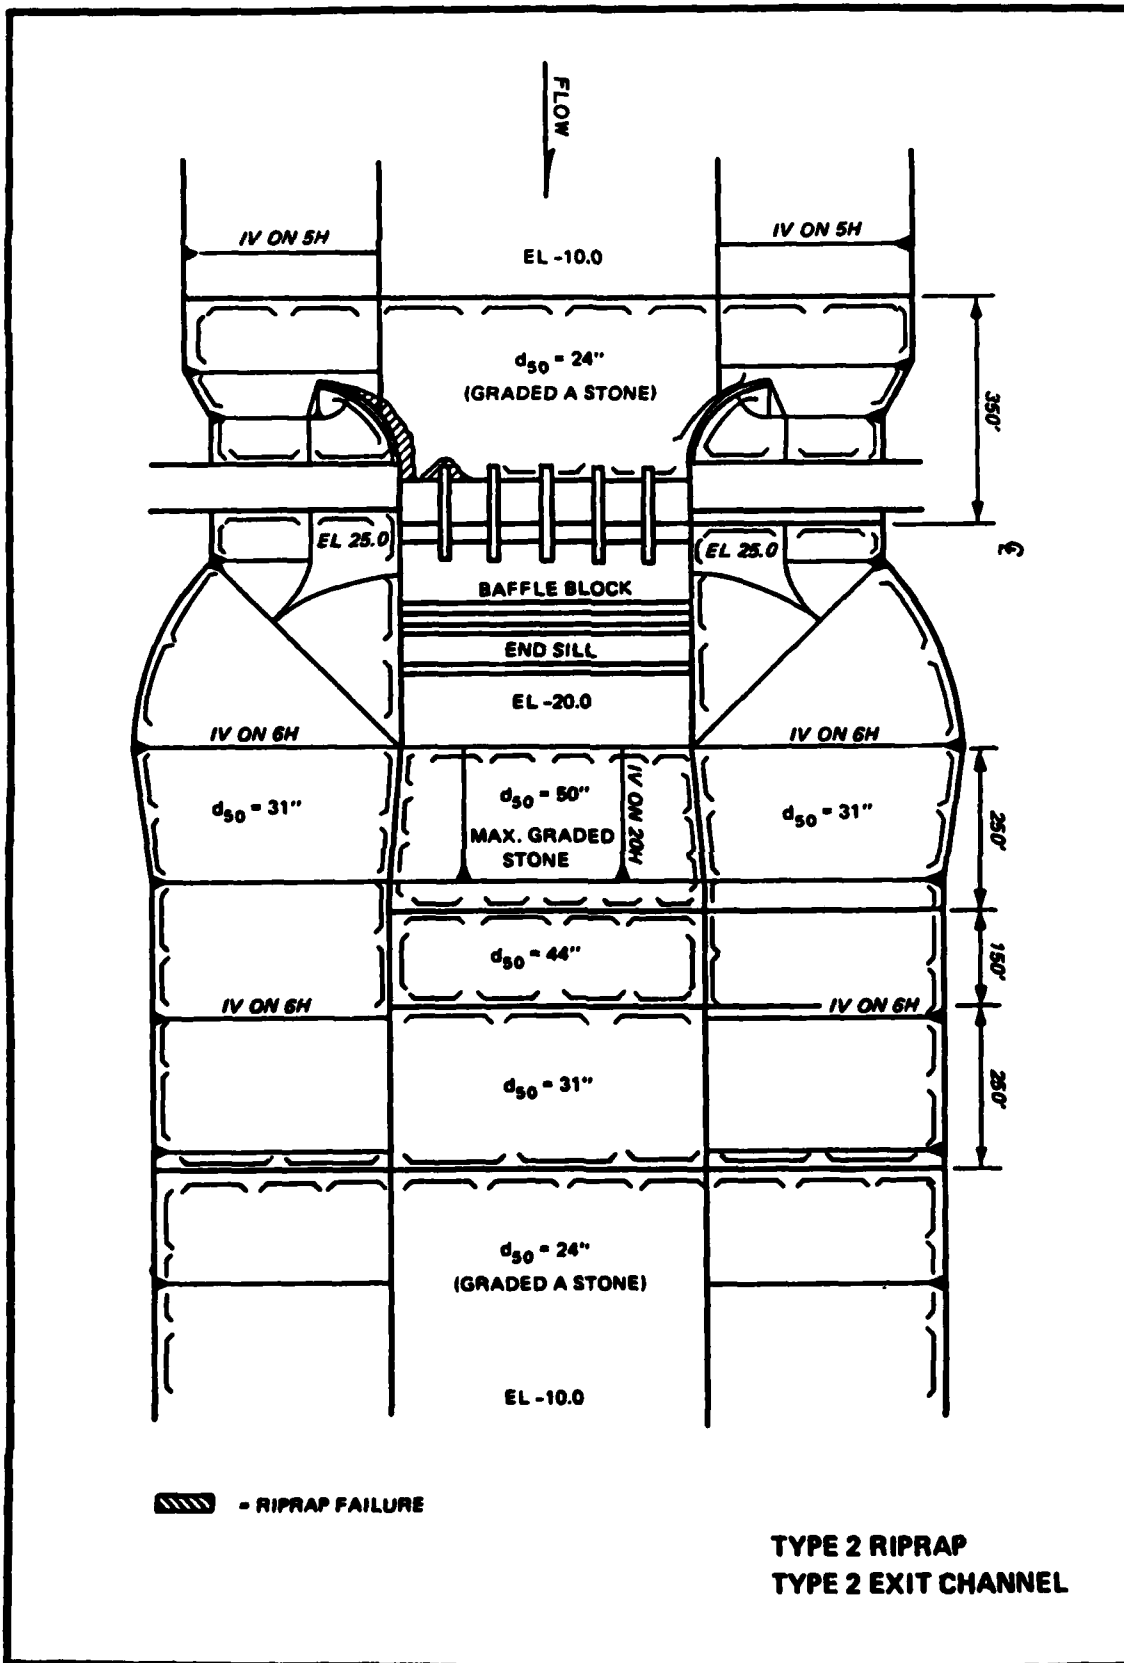 FLOW
IV ON 5H
IV ON 5H
EL -10.0
d50 = 24"
(GRADED A STONE)
350'
EL 25.0
EL 25.0
BAFFLE BLOCK
END SILL
EL -20.0
IV ON 6H
IV ON 6H
d50 = 31"
d50 = 50"
MAX. GRADED
STONE
IV ON 20H
d50 = 31"
250'
d50 = 44"
150'
IV ON 6H
IV ON 6H
d50 = 31"
250'
d50 = 24"
(GRADED A STONE)
EL -10.0
= RIPRAP FAILURE
TYPE 2 RIPRAP
TYPE 2 EXIT CHANNEL